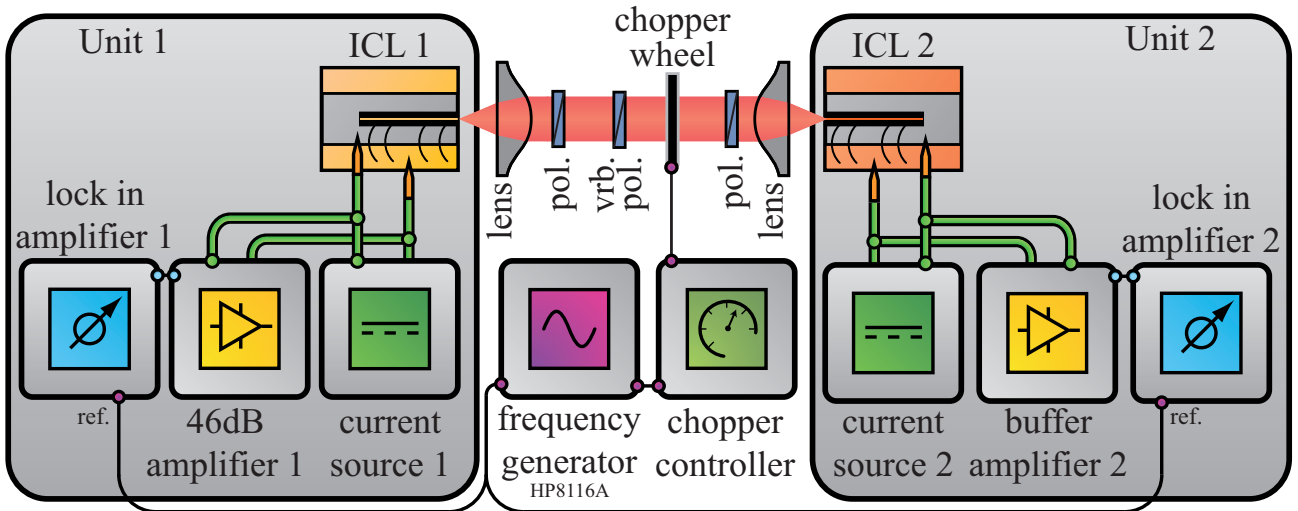 Unit 1
ICL 1
chopper
wheel
ICL 2
Unit 2
lens
pol.
vrb.
pol.
pol.
lens
lock in
amplifier 1
lock in
amplifier 2
ref.
46dB
amplifier 1
current
source 1
frequency
generator
HP8116A
chopper
controller
current
source 2
buffer
amplifier 2
ref.